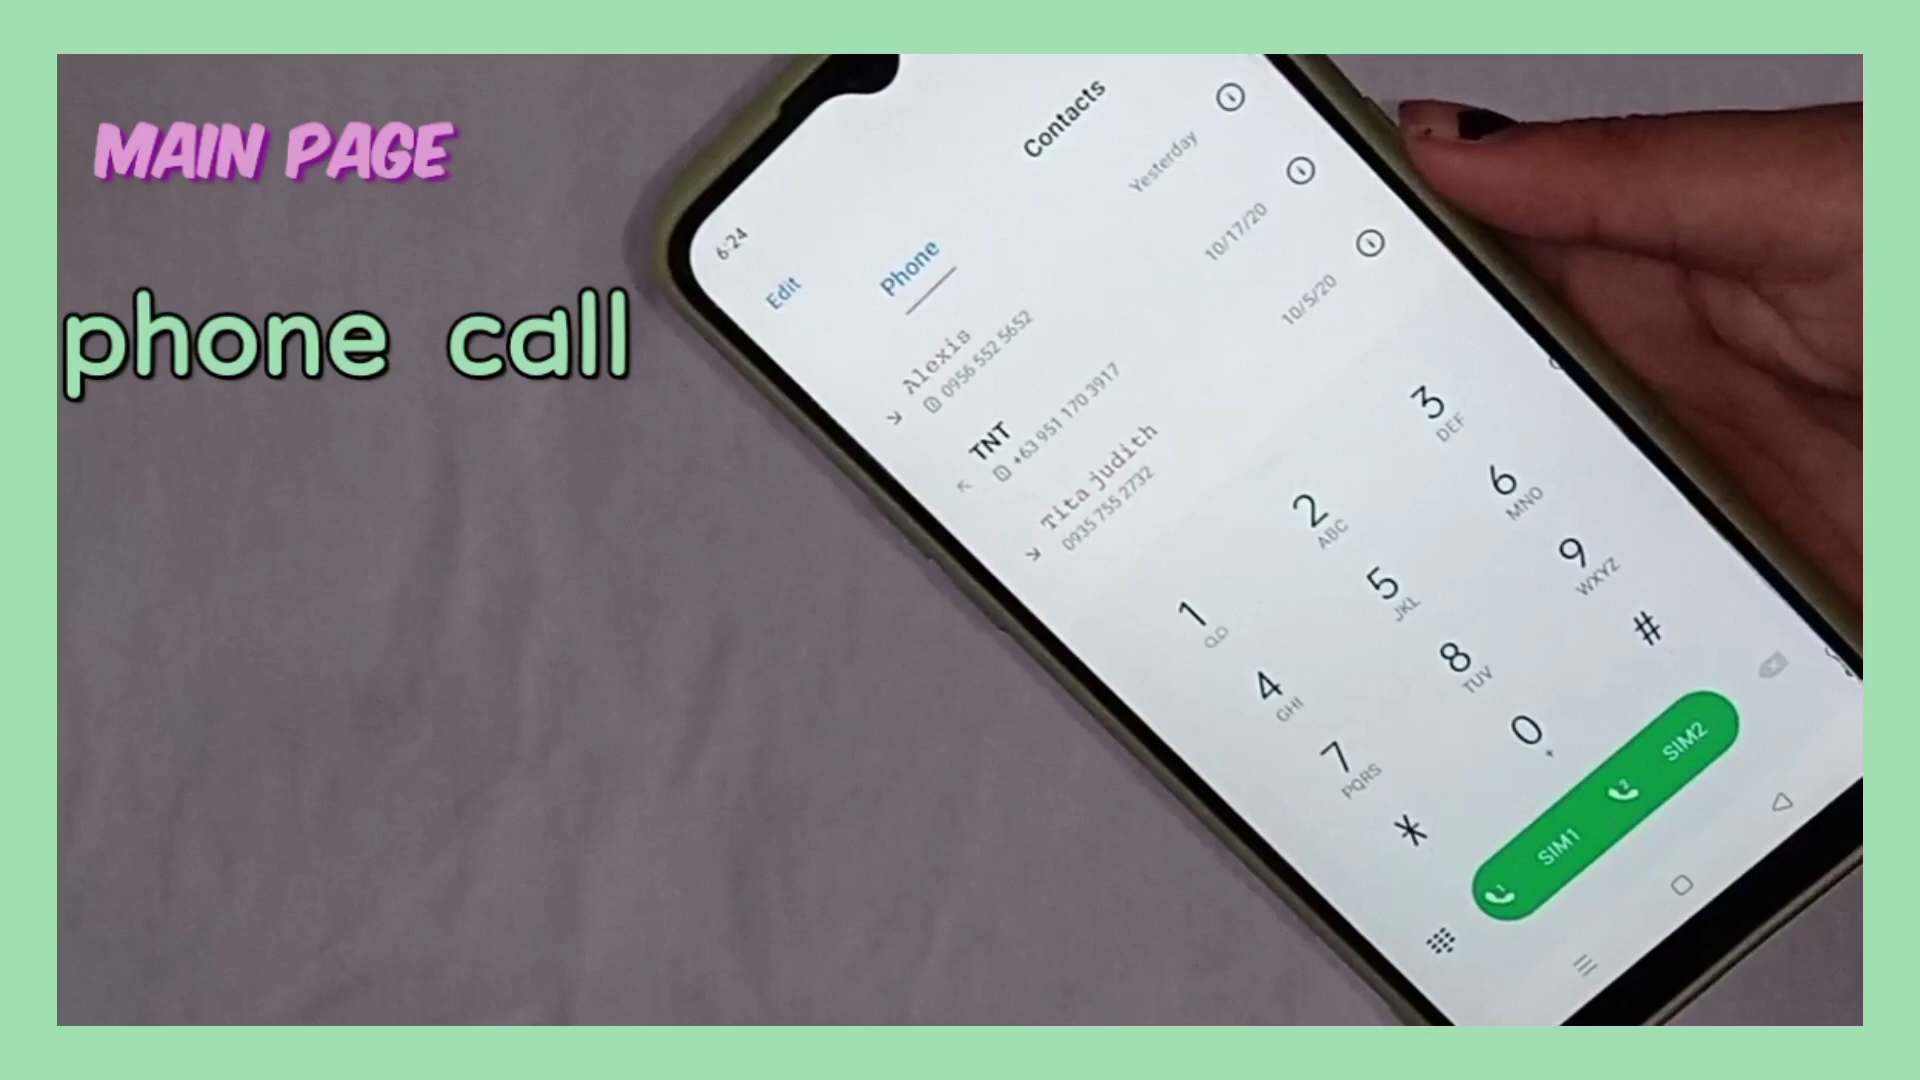 MAIN PAGE
phone call
6:24
Edit
Phone
Contacts
Alexis
0956 552 5652
Yesterday
TNT
+63 951 170 3917
10/17/20
Tita judith
0935 755 2732
10/5/20
1
2
ABC
3
DEF
4
GHI
5
JKL
6
MNO
7
PQRS
8
TUV
9
WXYZ
*
0
+
#
1 SIM1
2 SIM2